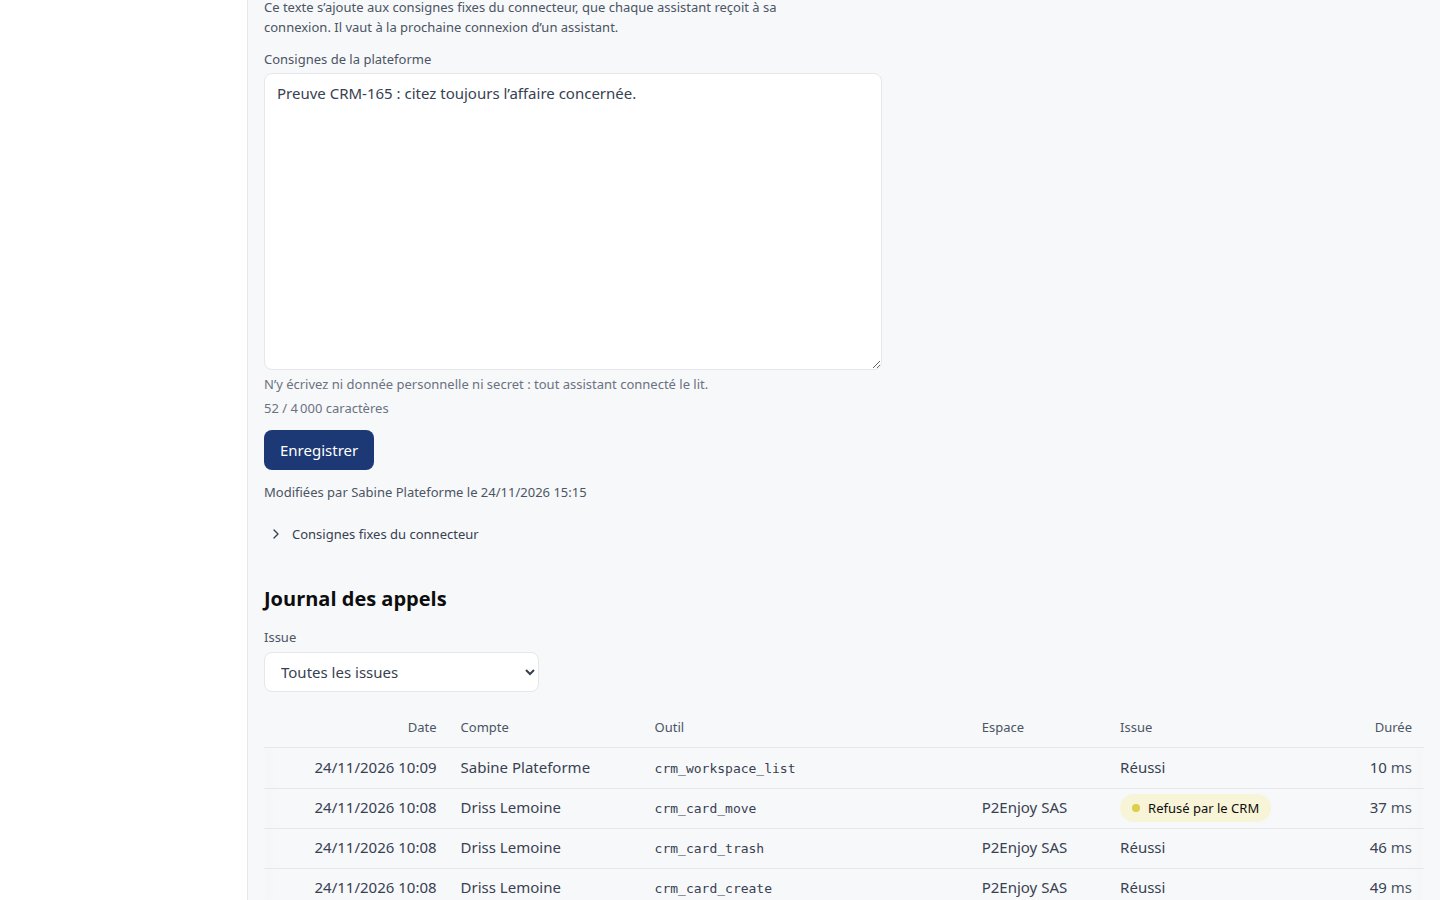 Ce texte s’ajoute aux consignes fixes du connecteur, que chaque assistant reçoit à sa
connexion. Il vaut à la prochaine connexion d’un assistant.
Consignes de la plateforme
Preuve CRM-165 : citez toujours l’affaire concernée.
N’y écrivez ni donnée personnelle ni secret : tout assistant connecté le lit.
52 / 4 000 caractères
Enregistrer
Modifiées par Sabine Plateforme le 24/11/2026 15:15
Consignes fixes du connecteur
Journal des appels
Issue
Toutes les issues
Date Compte Outil Espace Issue Durée
24/11/2026 10:09 Sabine Plateforme crm_workspace_list Réussi 10 ms
24/11/2026 10:08 Driss Lemoine crm_card_move P2Enjoy SAS Refusé par le CRM 37 ms
24/11/2026 10:08 Driss Lemoine crm_card_trash P2Enjoy SAS Réussi 46 ms
24/11/2026 10:08 Driss Lemoine crm_card_create P2Enjoy SAS Réussi 49 ms